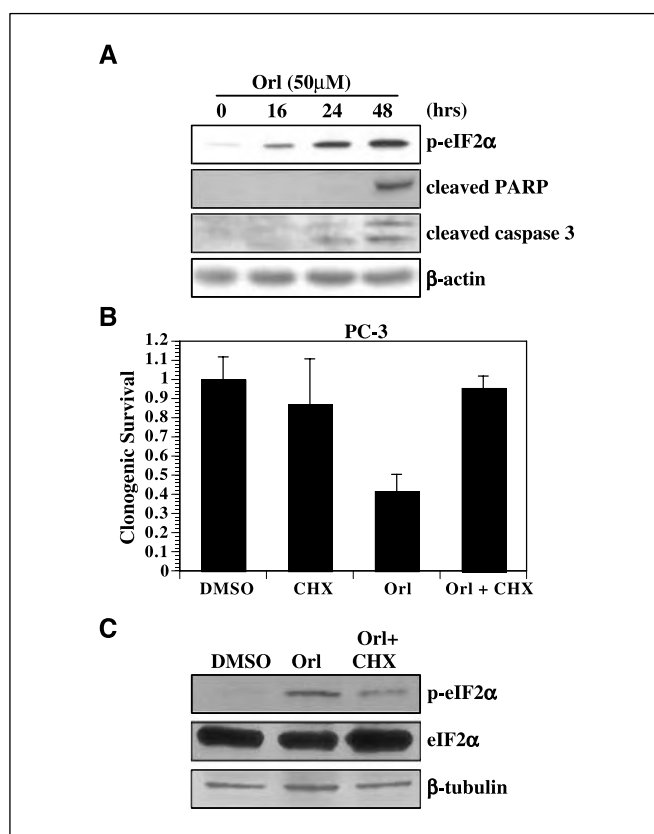 A
Orl (50μM)
0 16 24 48 (hrs)
p-eIF2α
cleaved PARP
cleaved caspase 3
β-actin
B
PC-3
Clonogenic Survival
1.2
1.1
1
0.9
0.8
0.7
0.6
0.5
0.4
0.3
0.2
0.1
0
DMSO CHX Orl Orl + CHX
C
DMSO Orl Orl+
CHX
p-eIF2α
eIF2α
β-tubulin